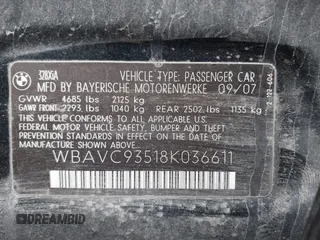 BMW
328XiA
VEHICLE TYPE: PASSENGER CAR
MFD BY BAYERISCHE MOTORENWERKE 09/07
GVWR 4685 lbs 2125 kg
GAWR FRONT 2293 lbs 1040 kg REAR 2502 lbs 1135 kg
THIS VEHICLE CONFORMS TO ALL APPLICABLE
FEDERAL MOTOR VEHICLE SAFETY, BUMPER
AND THEFT PREVENTION STANDARDS IN EFFECT
ON THE DATE OF MANUFACTURE SHOWN ABOVE.
WBAVC93518K036611
DREAMBID